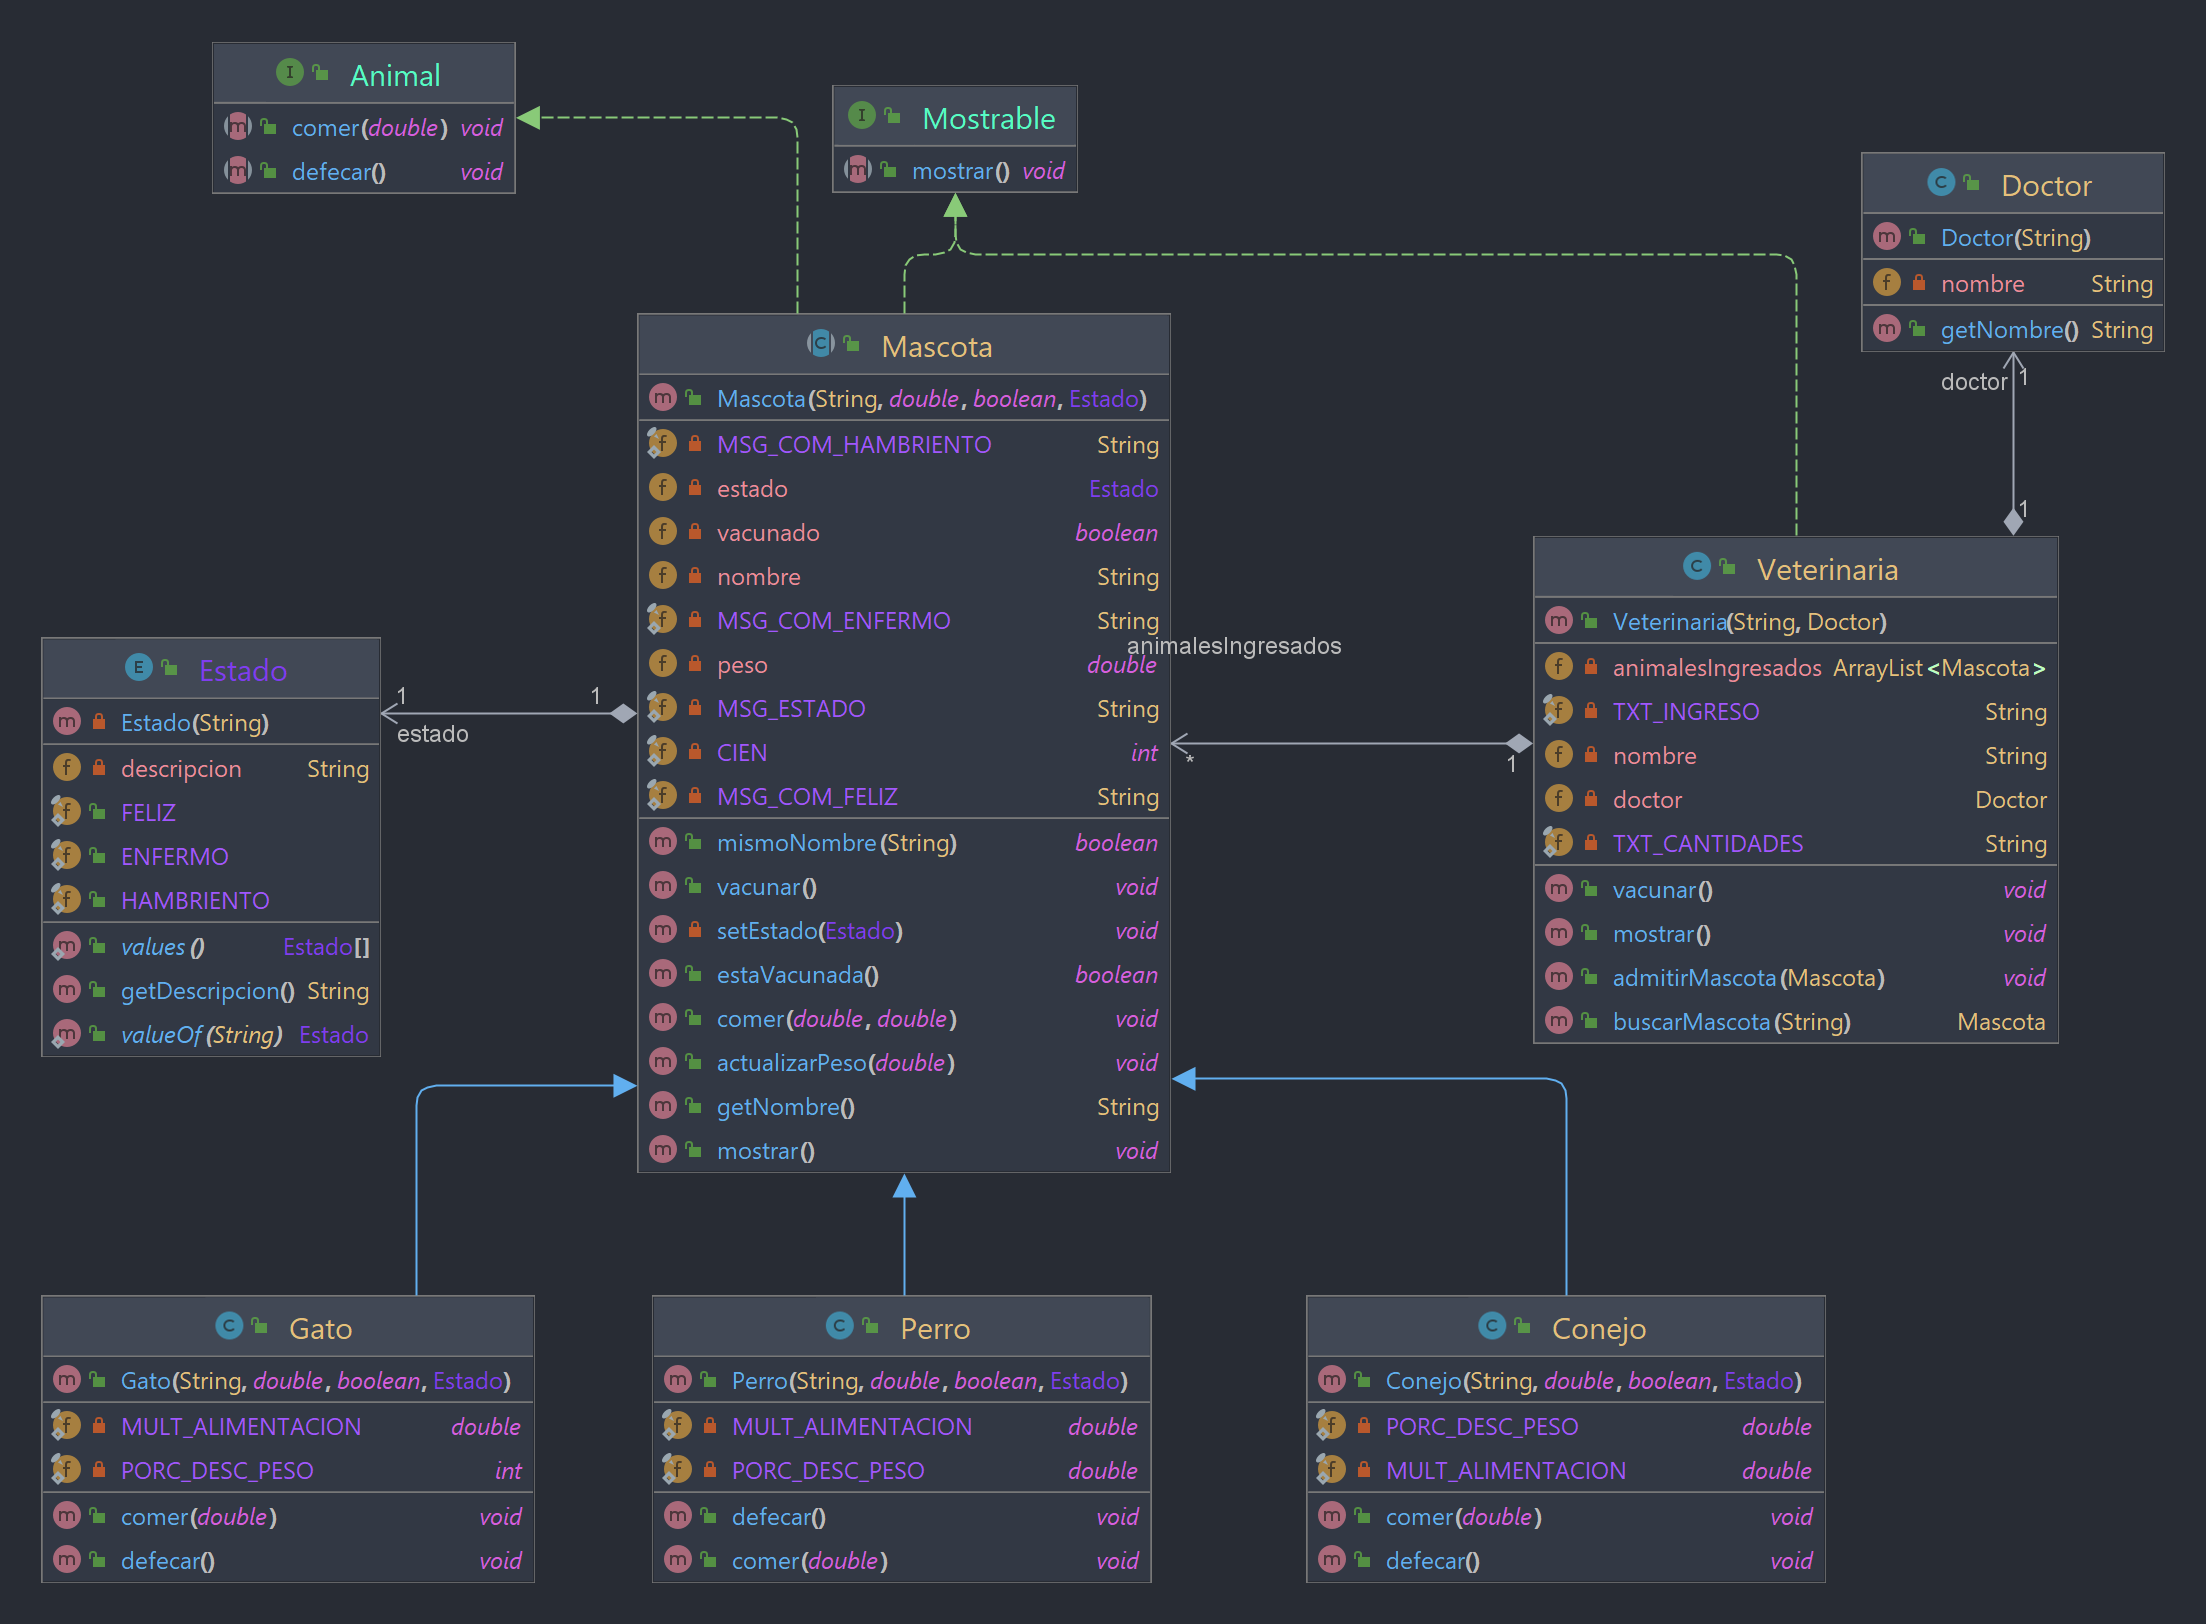 Animal
comer(double) void
defecar() void
Mostrable
mostrar() void
Doctor
Doctor(String)
nombre String
getNombre() String
doctor 1
1
Mascota
Mascota(String, double, boolean, Estado)
MSG_COM_HAMBRIENTO String
estado Estado
vacunado boolean
nombre String
MSG_COM_ENFERMO String
peso double
MSG_ESTADO String
CIEN int
MSG_COM_FELIZ String
mismoNombre(String) boolean
vacunar() void
setEstado(Estado) void
estaVacunada() boolean
comer(double, double) void
actualizarPeso(double) void
getNombre() String
mostrar() void
animalesIngresados
* 1
Veterinaria
Veterinaria(String, Doctor)
animalesIngresados ArrayList<Mascota>
TXT_INGRESO String
nombre String
doctor Doctor
TXT_CANTIDADES String
vacunar() void
mostrar() void
admitirMascota(Mascota) void
buscarMascota(String) Mascota
Estado
Estado(String)
descripcion String
FELIZ
ENFERMO
HAMBRIENTO
values() Estado[]
getDescripcion() String
valueOf(String) Estado
1 1
estado
Gato
Gato(String, double, boolean, Estado)
MULT_ALIMENTACION double
PORC_DESC_PESO int
comer(double) void
defecar() void
Perro
Perro(String, double, boolean, Estado)
MULT_ALIMENTACION double
PORC_DESC_PESO double
defecar() void
comer(double) void
Conejo
Conejo(String, double, boolean, Estado)
PORC_DESC_PESO double
MULT_ALIMENTACION double
comer(double) void
defecar() void